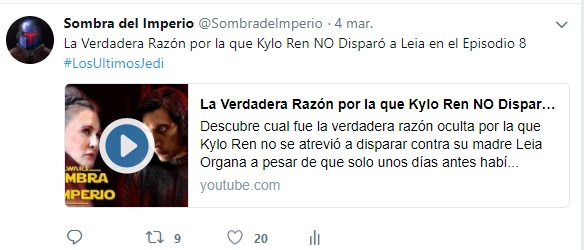 Sombra del Imperio @SombradeImperio · 4 mar.
La Verdadera Razón por la que Kylo Ren NO Disparó a Leia en el Episodio 8
#LosUltimosJedi
La Verdadera Razón por la que Kylo Ren NO Dispar...
Descubre cual fue la verdadera razón oculta por la que
Kylo Ren no se atrevió a disparar contra su madre Leia
Organa a pesar de que solo unos días antes habí...
youtube.com
WARS
OMBRA
IMPERIO
9
20